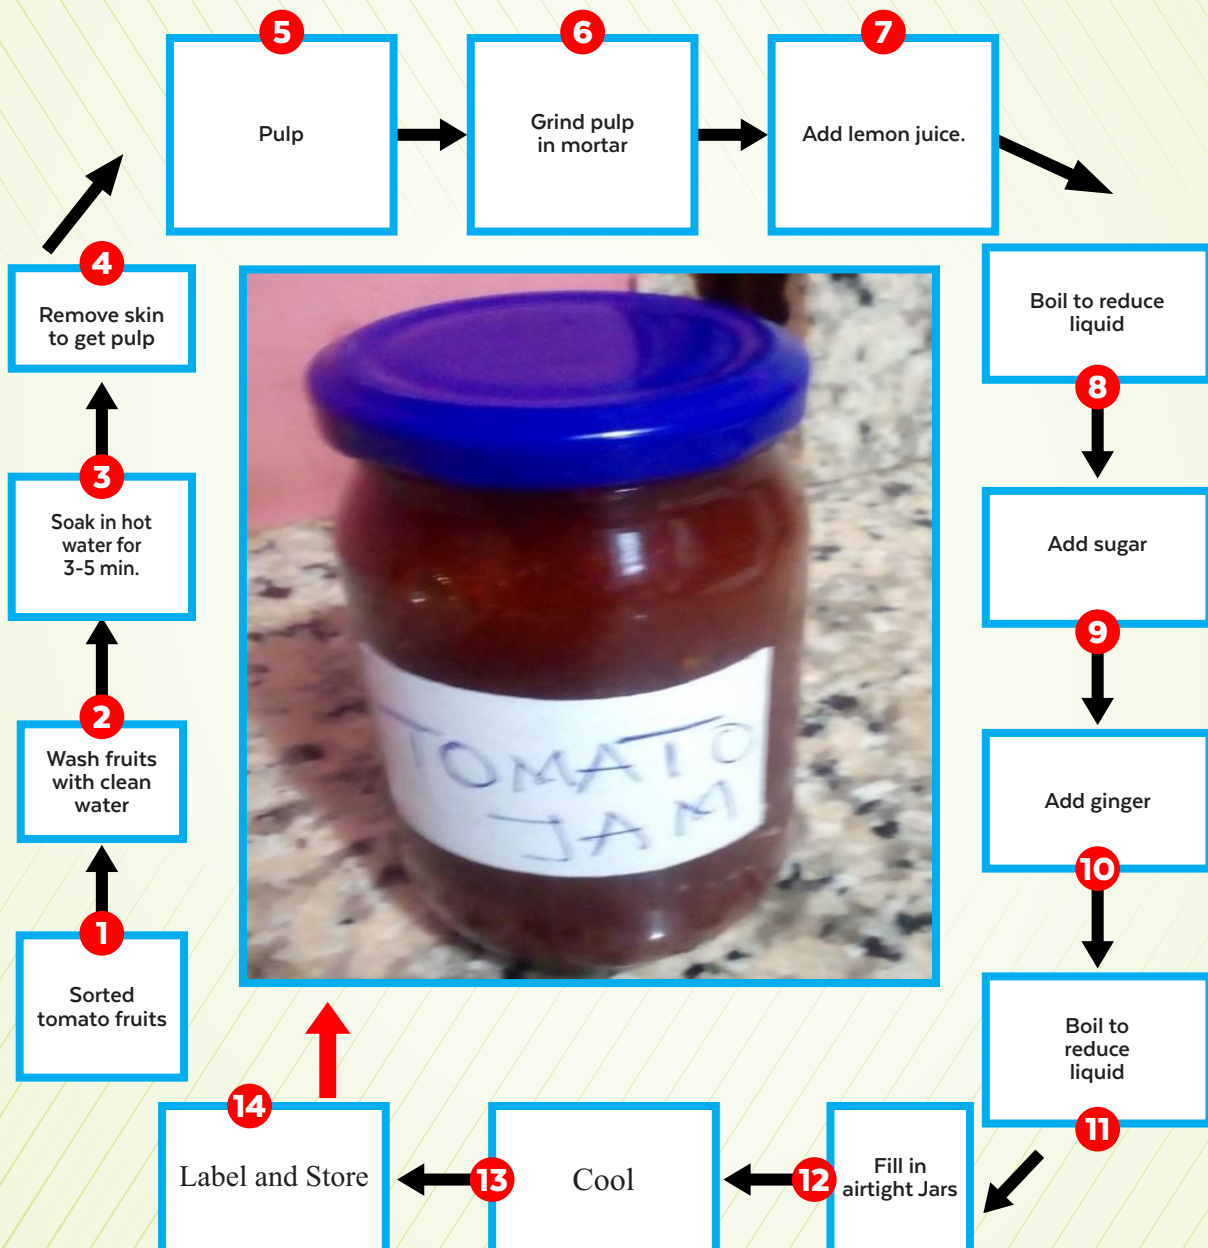 1
Sorted
tomato fruits
2
Wash fruits
with clean
water
3
Soak in hot
water for
3-5 min.
4
Remove skin
to get pulp
5
Pulp
6
Grind pulp
in mortar
7
Add lemon juice.
Boil to reduce
liquid
8
Add sugar
9
Add ginger
10
Boil to
reduce
liquid
11
Fill in
airtight Jars
12
Cool
13
14
Label and Store
TOMATO
JAM